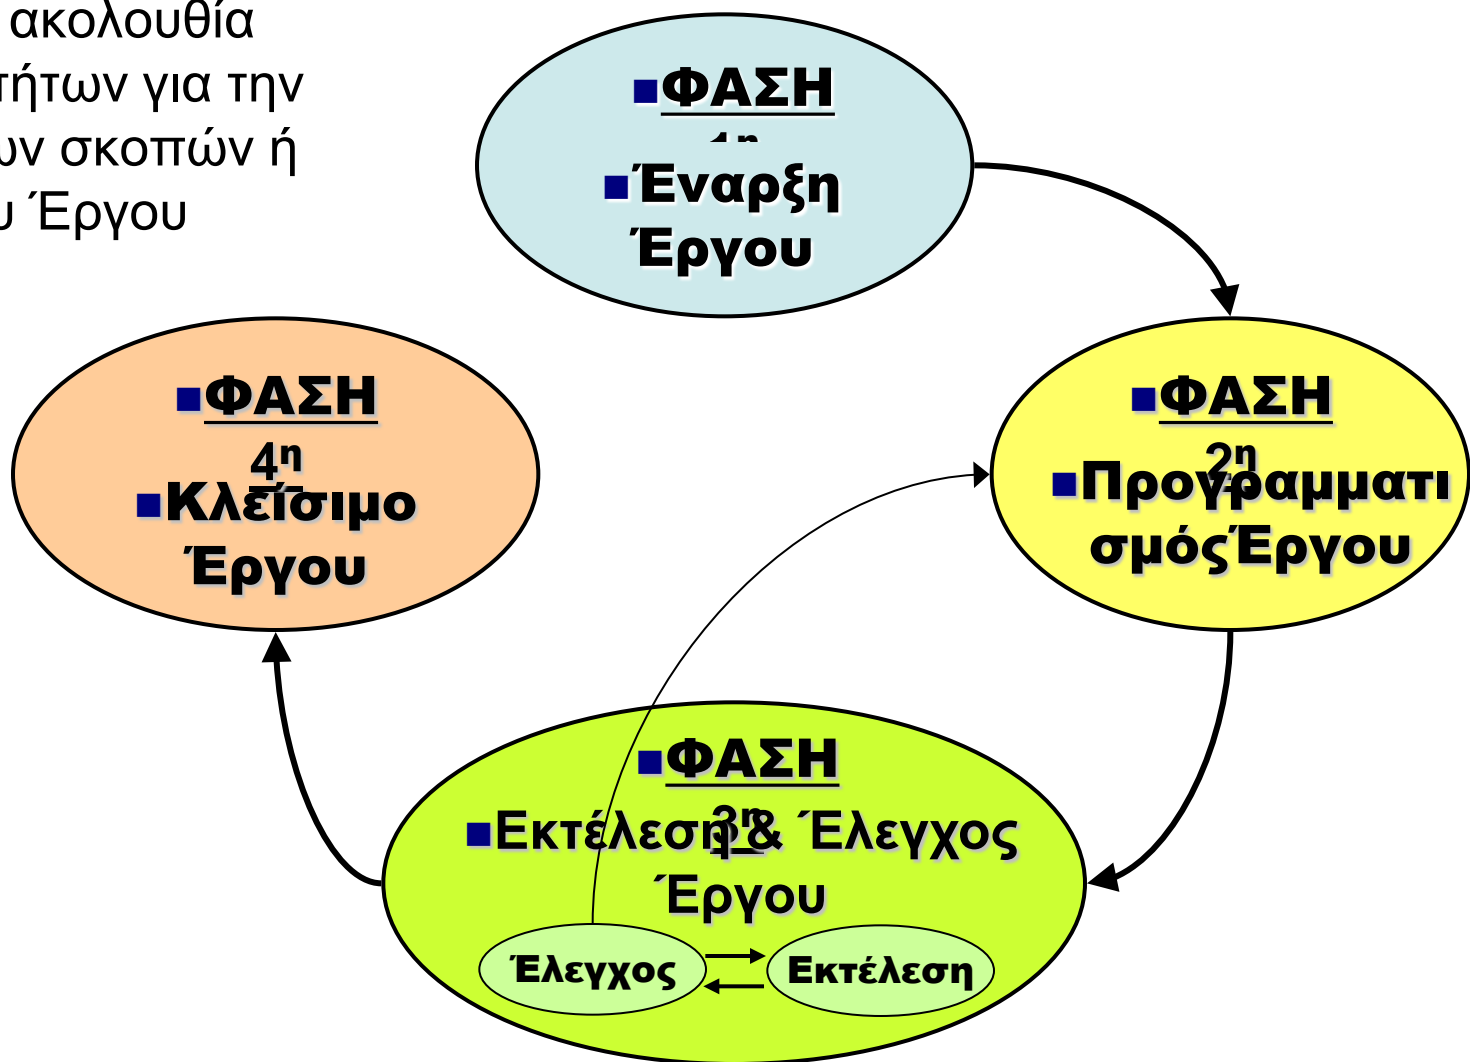 ακολουθία
τήτων για την
ων σκοπών ή
υ Έργου
ΦΑΣΗ
1η
Έναρξη
Έργου
ΦΑΣΗ
4η
Κλείσιμο
Έργου
ΦΑΣΗ
2η
Προγραμματι
σμός Έργου
ΦΑΣΗ
3η
Εκτέλεση & Έλεγχος
Έργου
Έλεγχος
Εκτέλεση